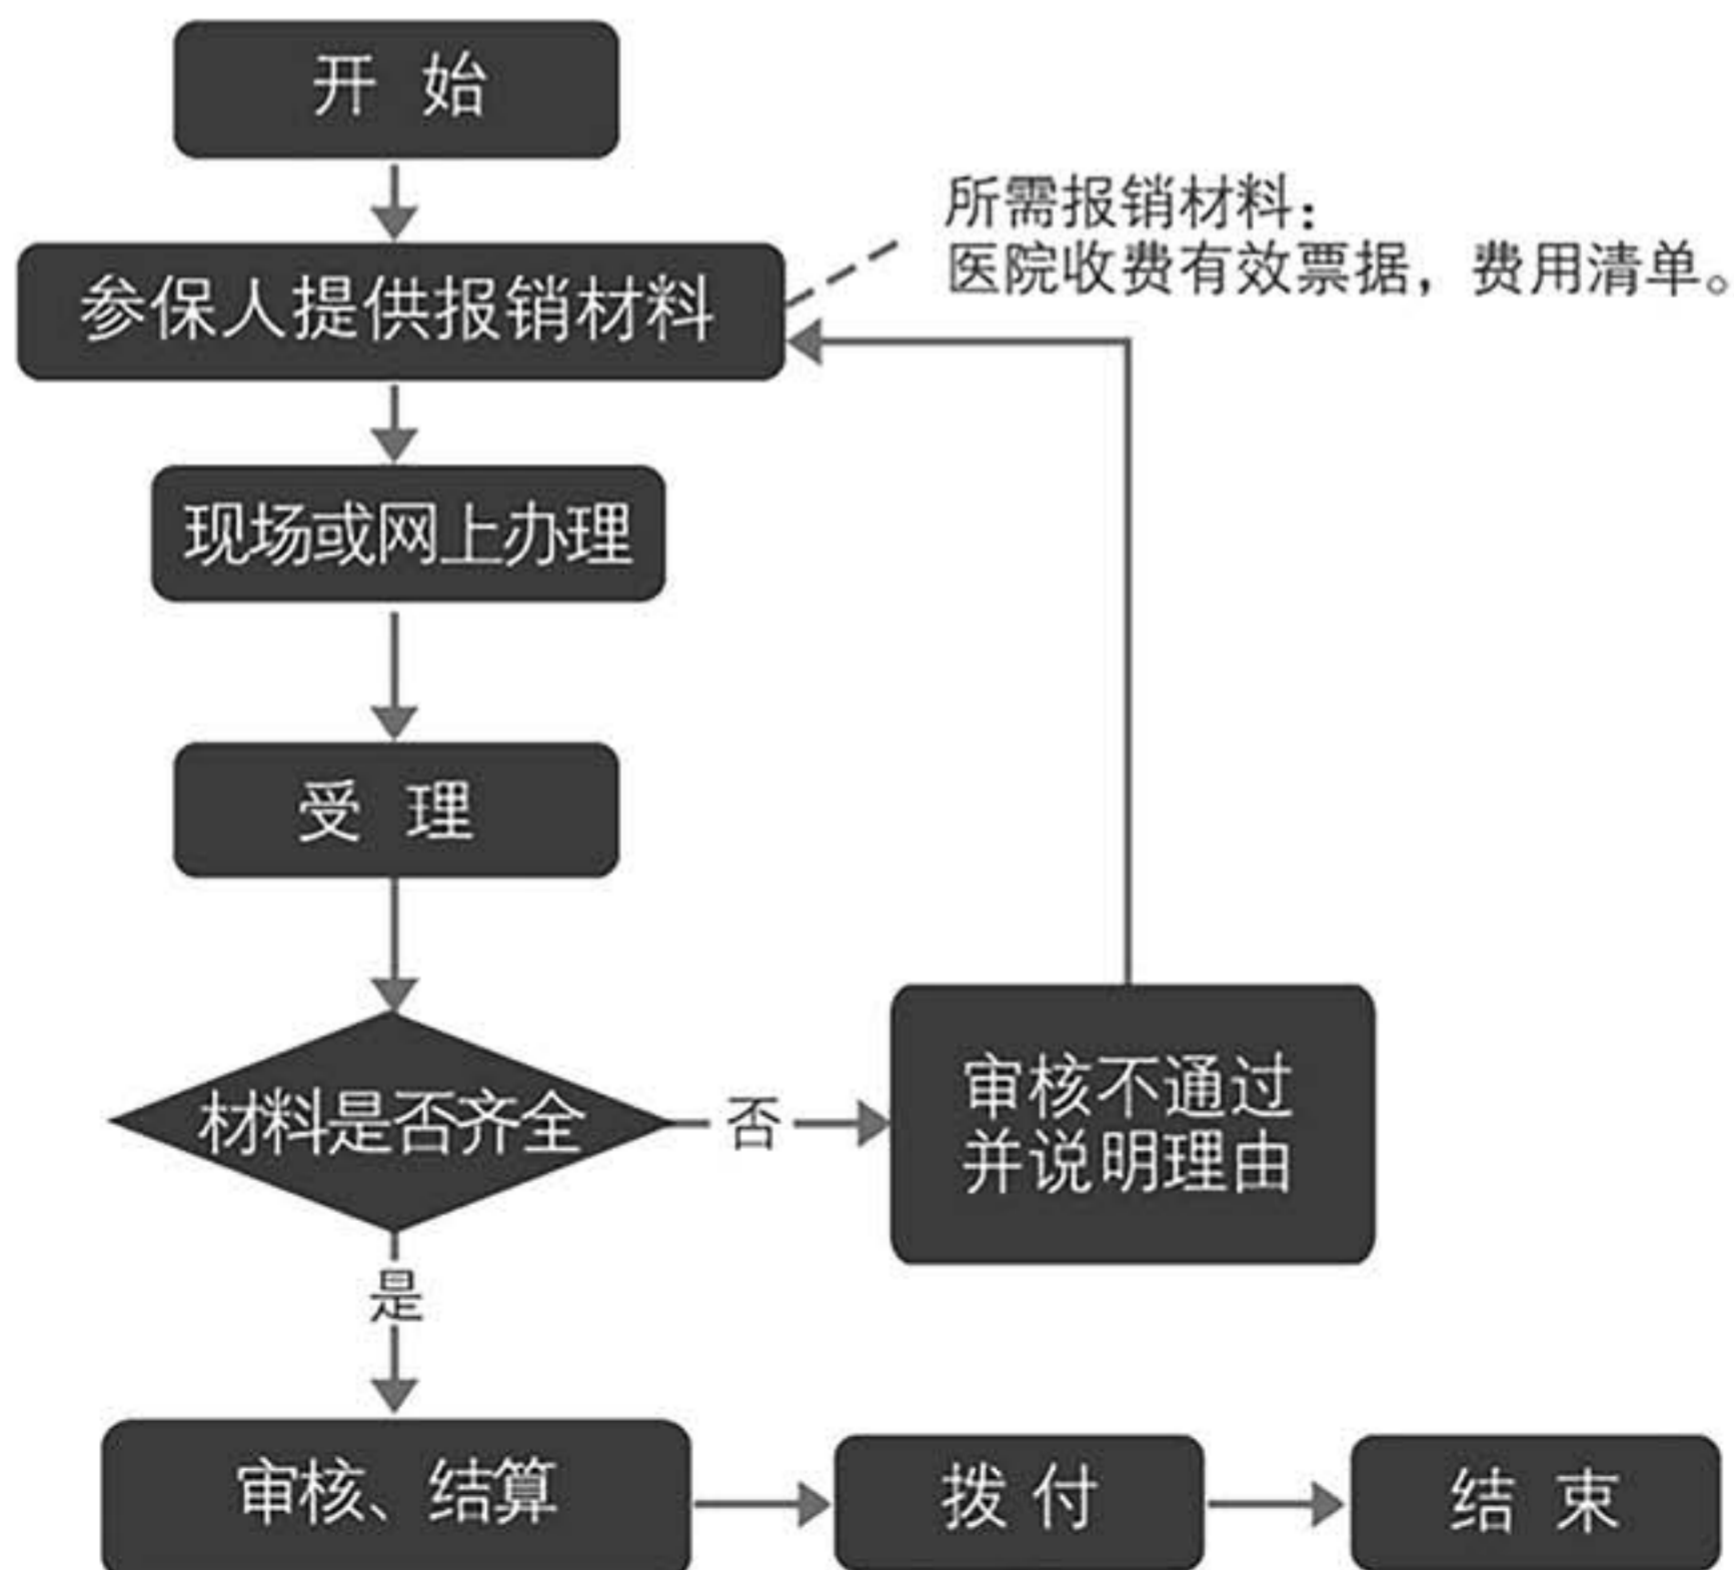 开 始
所需报销材料：
医院收费有效票据，费用清单。
参保人提供报销材料
现场或网上办理
受 理
材料是否齐全
否
审核不通过
并说明理由
是
审核、结算
拨付
结 束